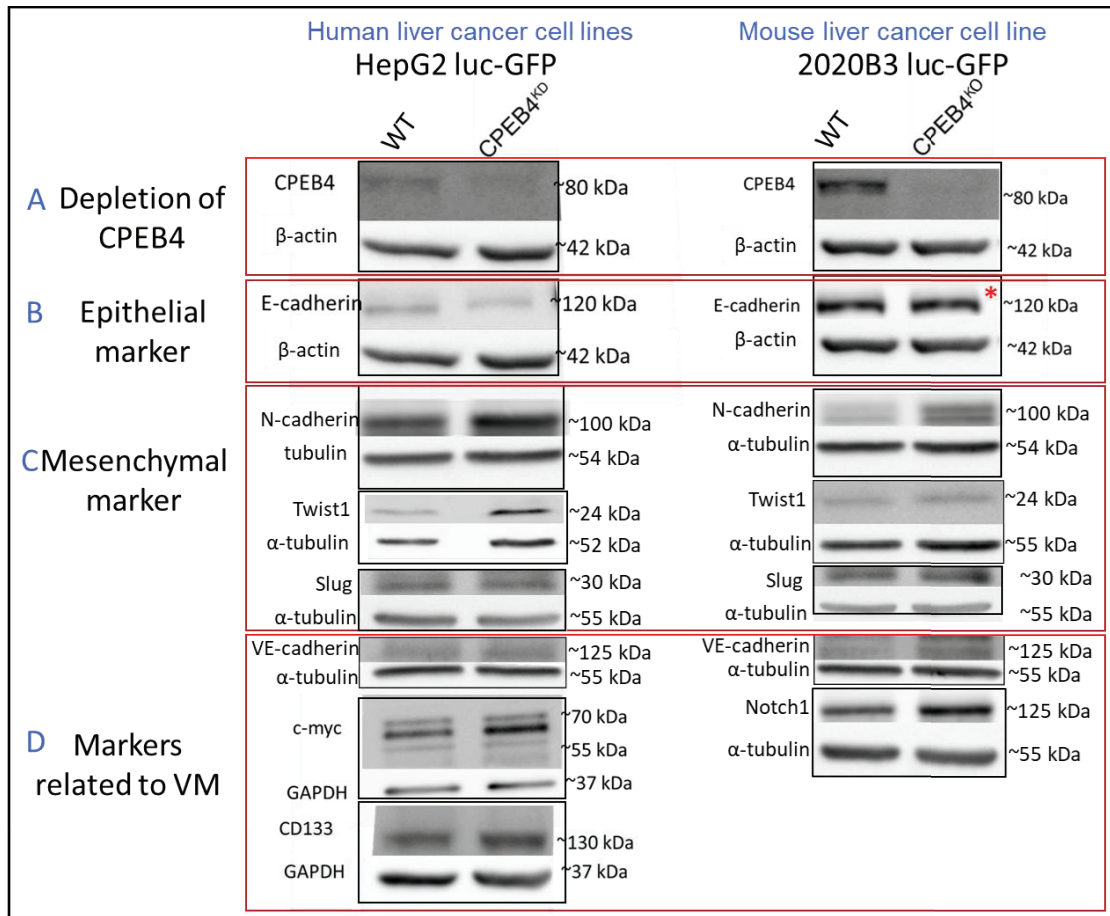 Human liver cancer cell lines
HepG2 luc-GFP
Mouse liver cancer cell line
2020B3 luc-GFP
WT
CPEB4KD
WT
CPEB4KO
A Depletion of
CPEB4
CPEB4
~80 kDa
β-actin
~42 kDa
CPEB4
~80 kDa
β-actin
~42 kDa
B Epithelial
marker
E-cadherin
~120 kDa
β-actin
~42 kDa
E-cadherin
*
~120 kDa
β-actin
~42 kDa
C Mesenchymal
marker
N-cadherin
~100 kDa
tubulin
~54 kDa
Twist1
~24 kDa
α-tubulin
~52 kDa
Slug
~30 kDa
α-tubulin
~55 kDa
N-cadherin
~100 kDa
α-tubulin
~54 kDa
Twist1
~24 kDa
α-tubulin
~55 kDa
Slug
~30 kDa
α-tubulin
~55 kDa
D Markers
related to VM
VE-cadherin
~125 kDa
α-tubulin
~55 kDa
c-myc
~70 kDa
~55 kDa
GAPDH
~37 kDa
CD133
~130 kDa
GAPDH
~37 kDa
VE-cadherin
~125 kDa
α-tubulin
~55 kDa
Notch1
~125 kDa
α-tubulin
~55 kDa